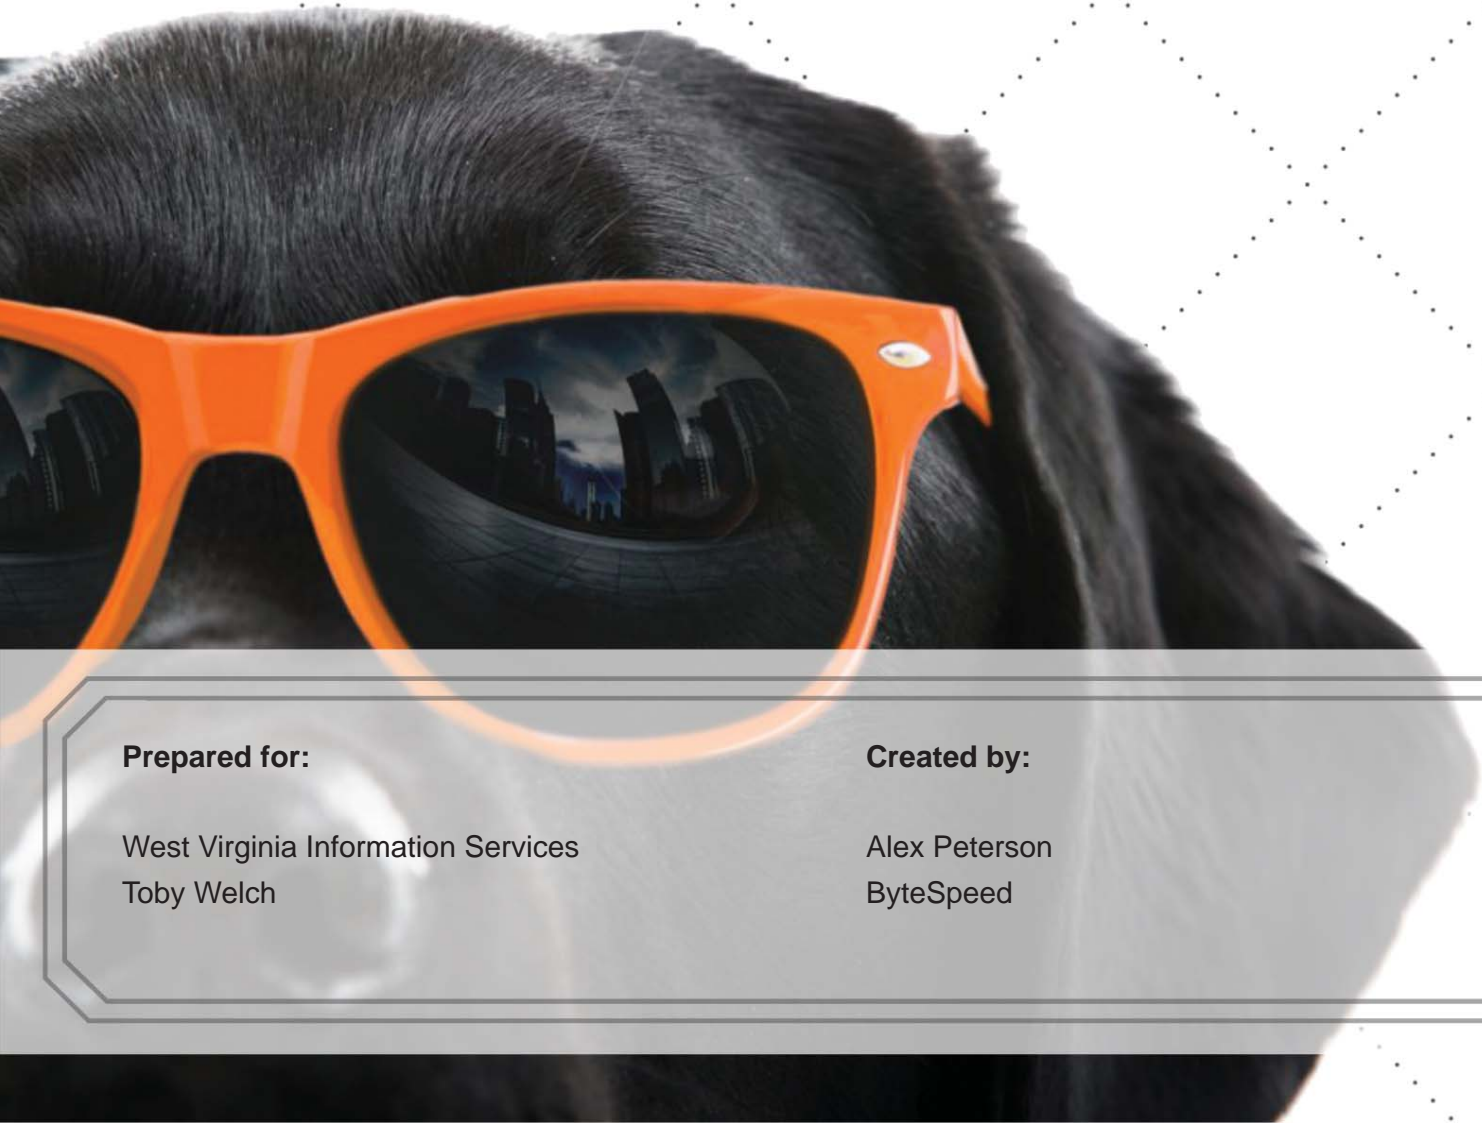 Prepared for:
Created by:
West Virginia Information Services
Alex Peterson
Toby Welch
ByteSpeed